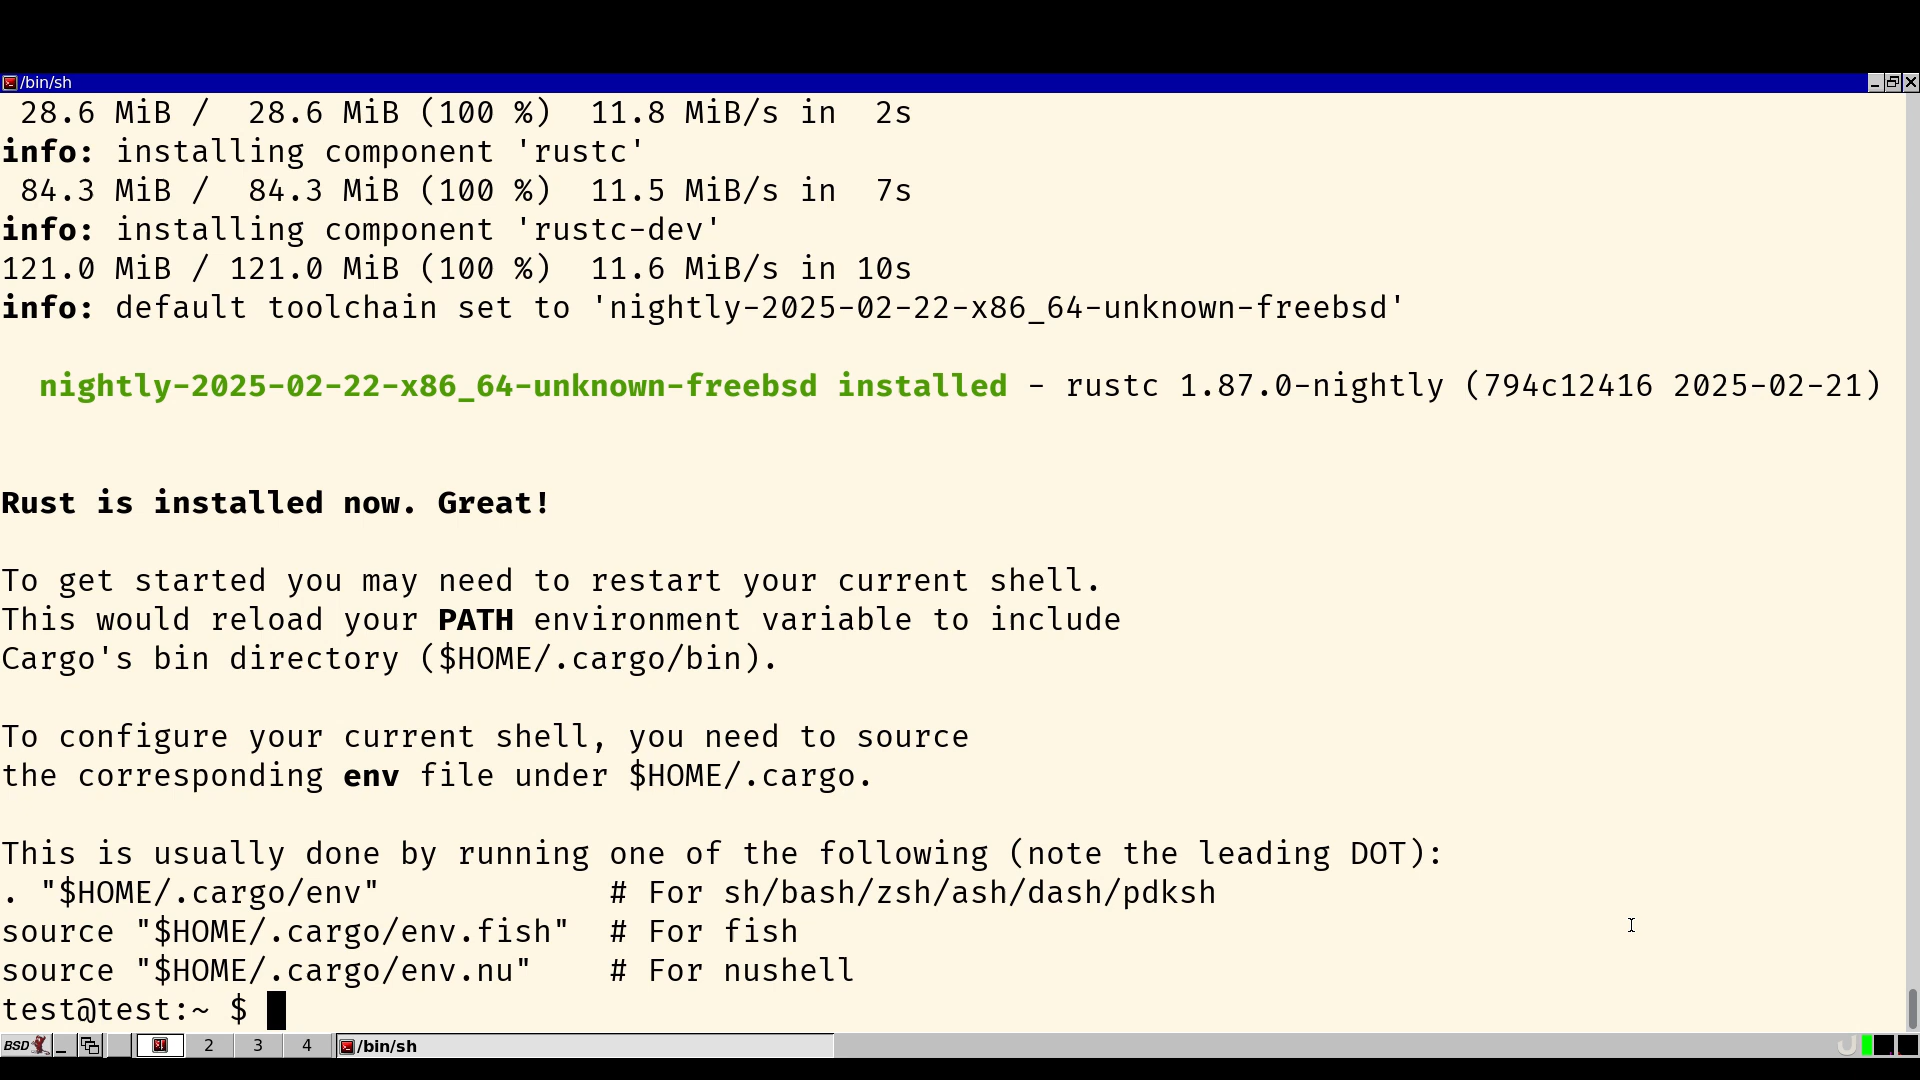 /bin/sh
28.6 MiB /  28.6 MiB (100 %)  11.8 MiB/s in  2s
info: installing component 'rustc'
84.3 MiB /  84.3 MiB (100 %)  11.5 MiB/s in  7s
info: installing component 'rustc-dev'
121.0 MiB / 121.0 MiB (100 %)  11.6 MiB/s in 10s
info: default toolchain set to 'nightly-2025-02-22-x86_64-unknown-freebsd'
nightly-2025-02-22-x86_64-unknown-freebsd installed - rustc 1.87.0-nightly (794c12416 2025-02-21)
Rust is installed now. Great!
To get started you may need to restart your current shell.
This would reload your PATH environment variable to include
Cargo's bin directory ($HOME/.cargo/bin).
To configure your current shell, you need to source
the corresponding env file under $HOME/.cargo.
This is usually done by running one of the following (note the leading DOT):
. "$HOME/.cargo/env"            # For sh/bash/zsh/ash/dash/pdksh
source "$HOME/.cargo/env.fish"  # For fish
source "$HOME/.cargo/env.nu"    # For nushell
test@test:~ $
BSD 2 3 4 /bin/sh